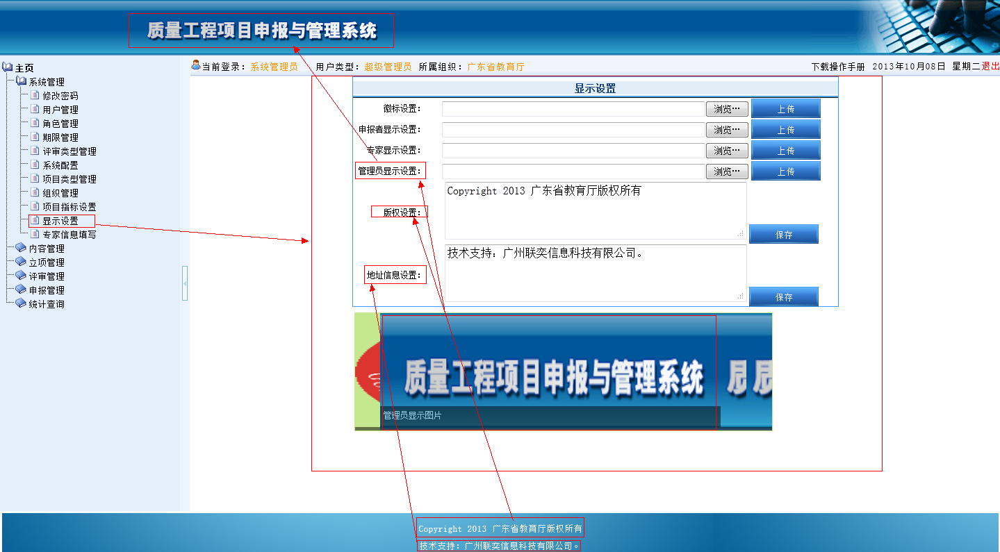 质量工程项目申报与管理系统
主页
系统管理
修改密码
用户管理
角色管理
期限管理
评审类型管理
系统配置
项目类型管理
组织管理
项目指标设置
显示设置
专家信息填写
内容管理
立项管理
评审管理
申报管理
统计查询
当前登录：系统管理员 用户类型：超级管理员 所属组织：广东省教育厅 下载操作手册 2013年10月08日 星期二退出
显示设置
徽标设置： 浏览… 上传
申报者显示设置： 浏览… 上传
专家显示设置： 浏览… 上传
管理员显示设置： 浏览… 上传
版权设置： Copyright 2013 广东省教育厅版权所有 保存
地址信息设置： 技术支持：广州联奕信息科技有限公司。 保存
质量工程项目申报与管理系统
管理员显示图片
Copyright 2013 广东省教育厅版权所有
技术支持：广州联奕信息科技有限公司。